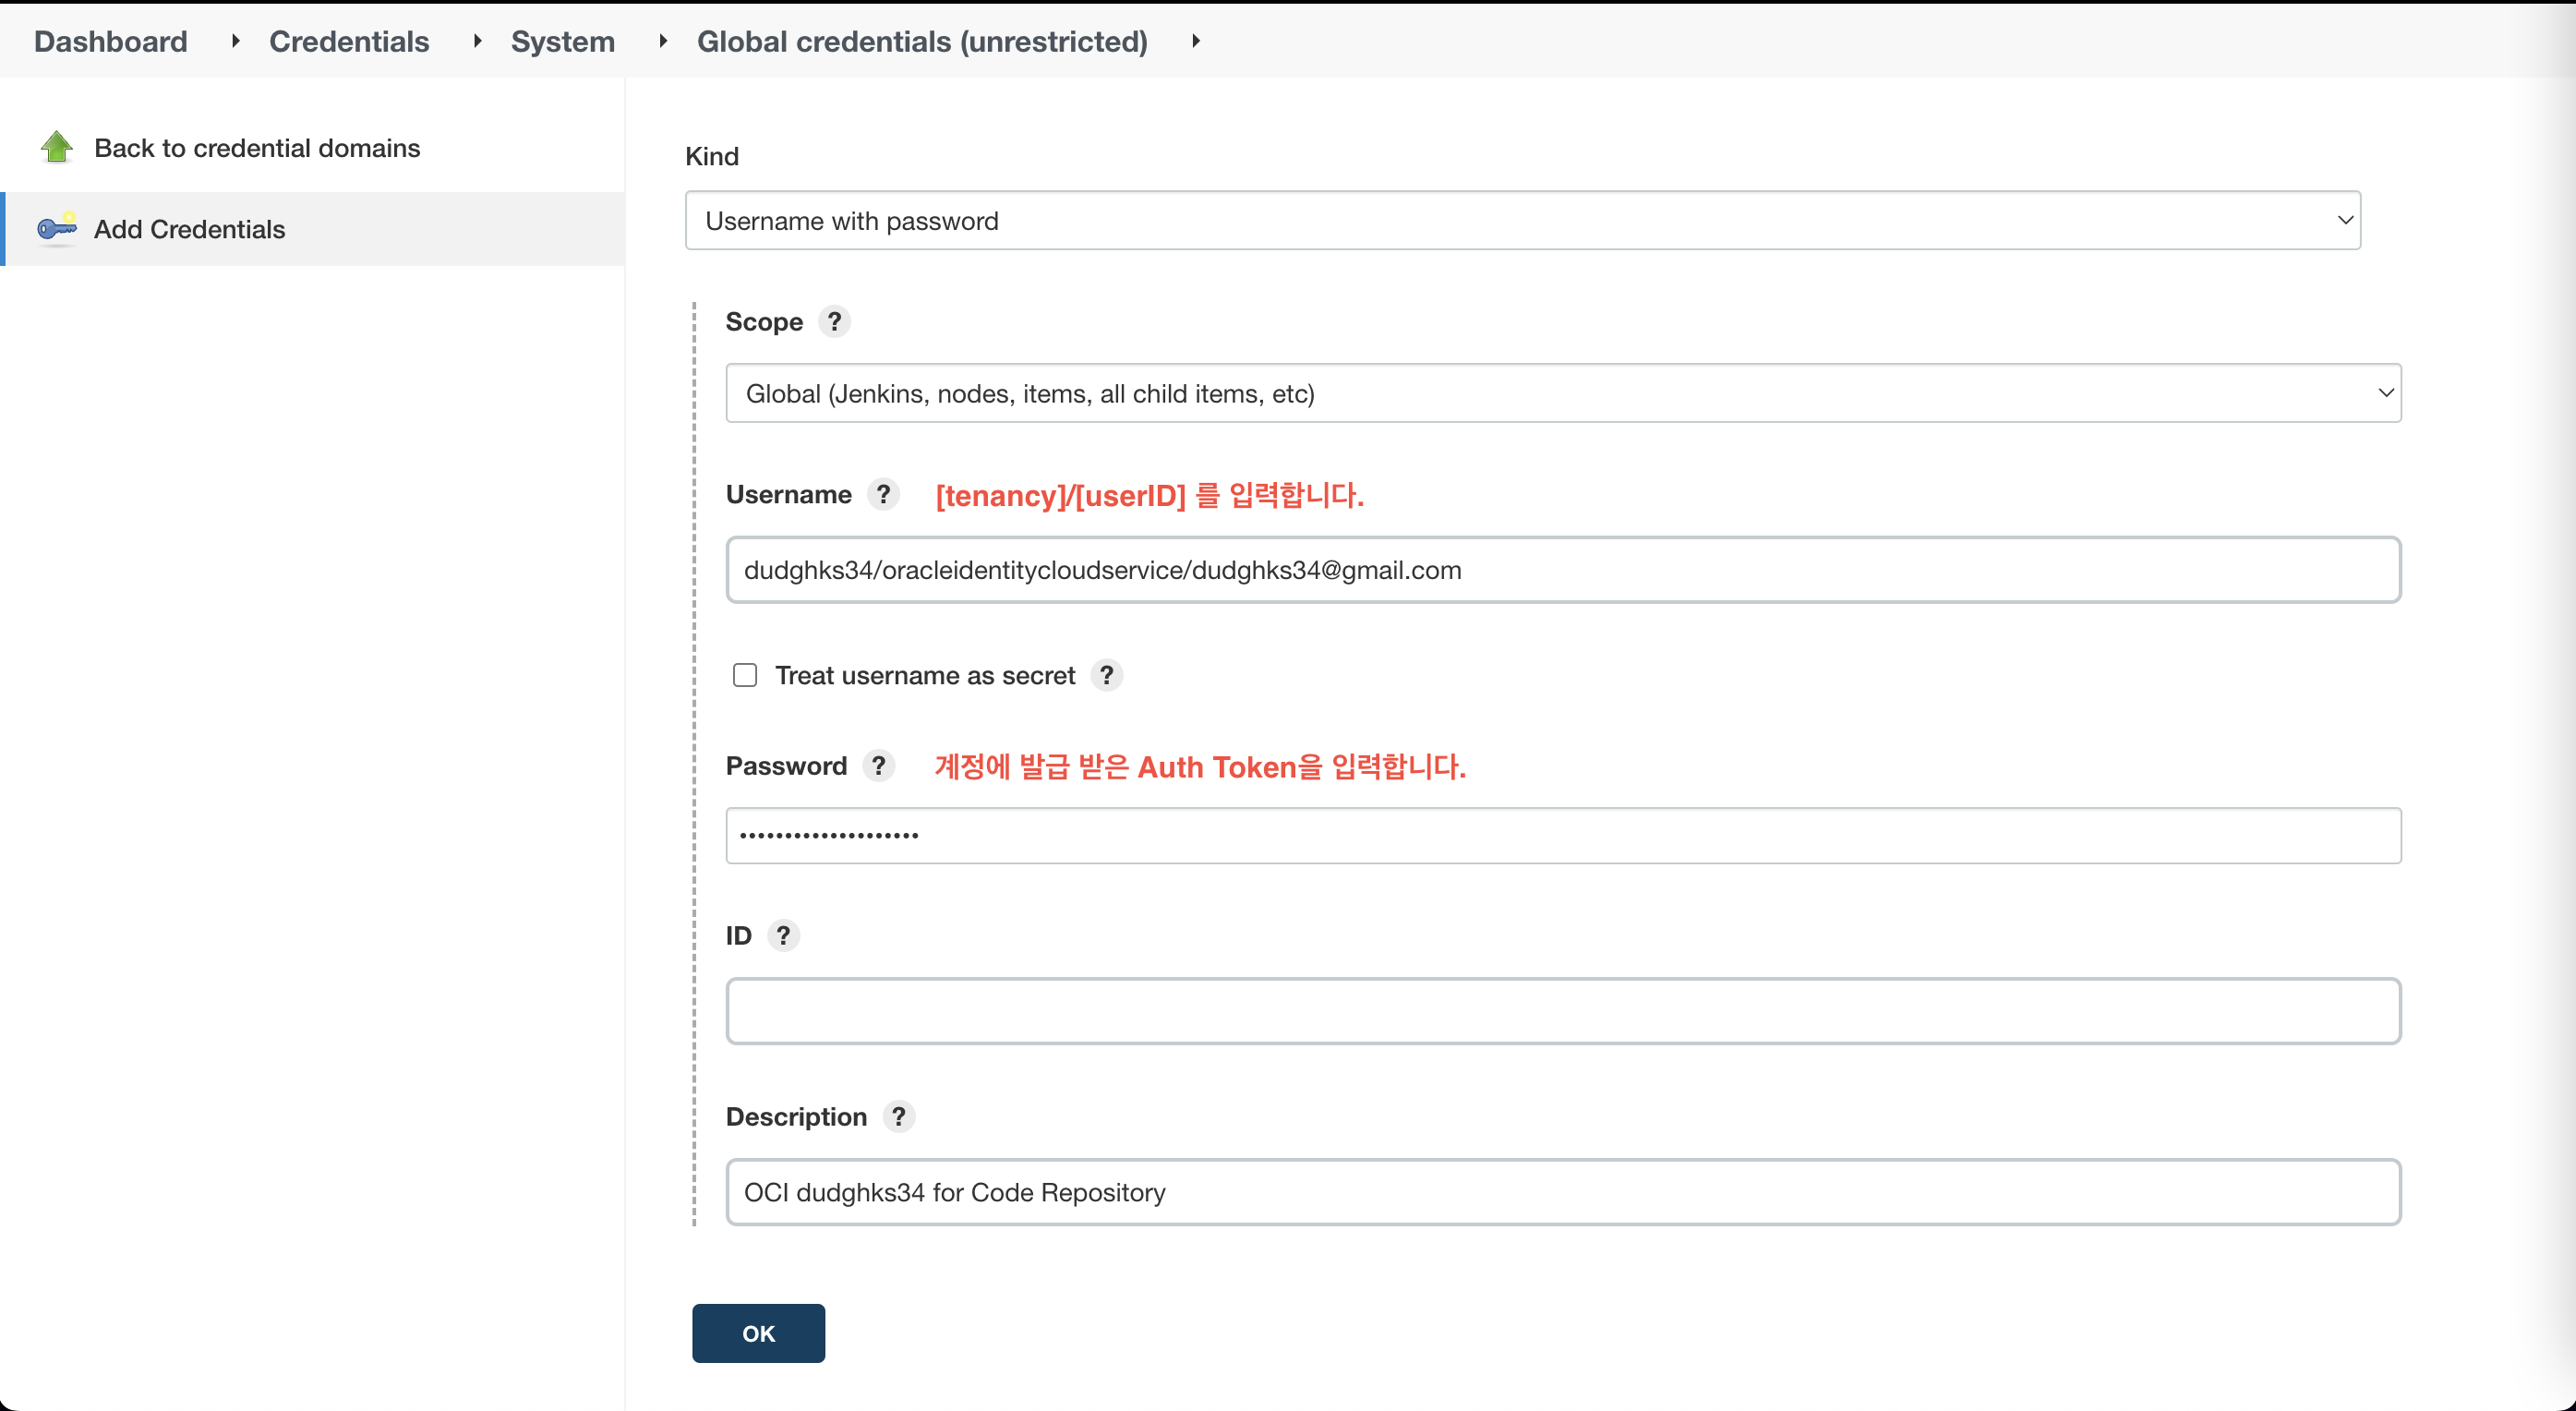 Dashboard Credentials System Global credentials (unrestricted)
Back to credential domains
Add Credentials
Kind
Username with password
Scope ?
Global (Jenkins, nodes, items, all child items, etc)
Username ? [tenancy]/[userID] 를 입력합니다.
dudghks34/oracleidentitycloudservice/dudghks34@gmail.com
Treat username as secret ?
Password ? 계정에 발급 받은 Auth Token을 입력합니다.
••••••••••••••••••••
ID ?
Description ?
OCI dudghks34 for Code Repository
OK